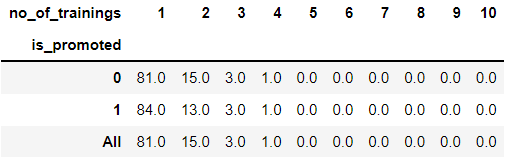 no_of_trainings 1 2 3 4 5 6 7 8 9 10
is_promoted
0 81.0 15.0 3.0 1.0 0.0 0.0 0.0 0.0 0.0 0.0
1 84.0 13.0 3.0 1.0 0.0 0.0 0.0 0.0 0.0 0.0
All 81.0 15.0 3.0 1.0 0.0 0.0 0.0 0.0 0.0 0.0